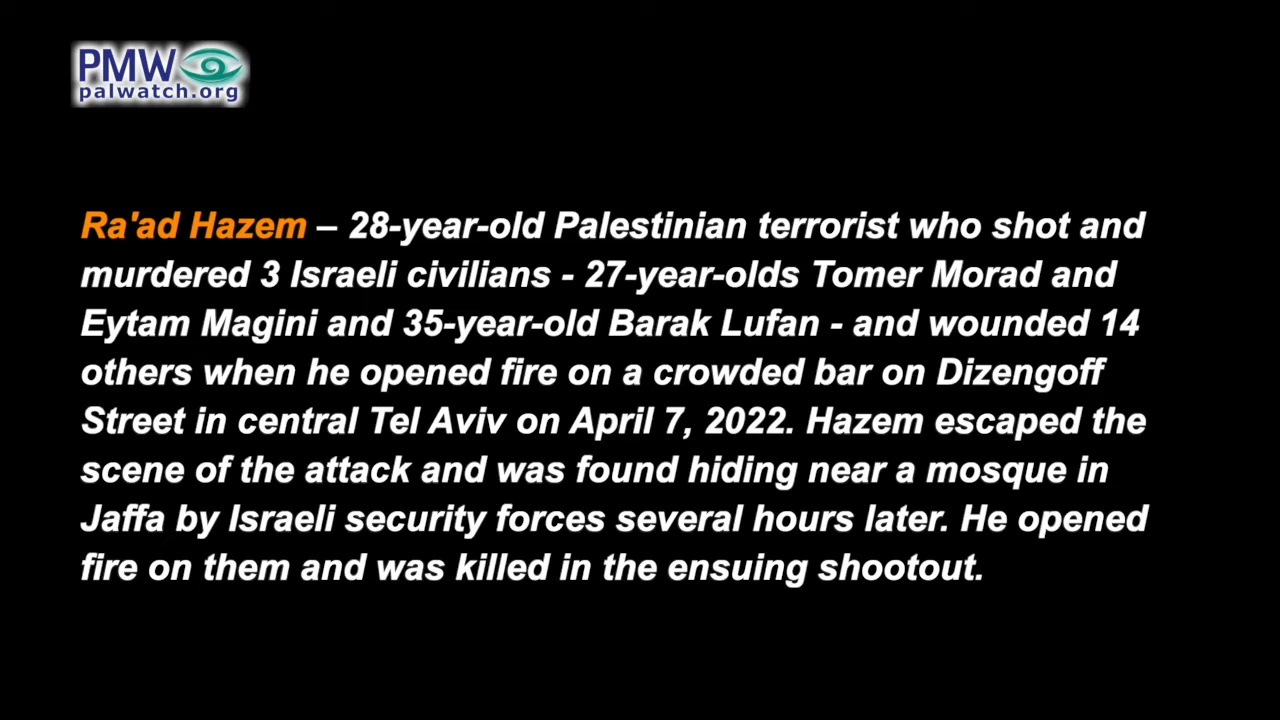 PMW
palwatch.org
Ra'ad Hazem – 28-year-old Palestinian terrorist who shot and
murdered 3 Israeli civilians - 27-year-olds Tomer Morad and
Eytam Magini and 35-year-old Barak Lufan - and wounded 14
others when he opened fire on a crowded bar on Dizengoff
Street in central Tel Aviv on April 7, 2022. Hazem escaped the
scene of the attack and was found hiding near a mosque in
Jaffa by Israeli security forces several hours later. He opened
fire on them and was killed in the ensuing shootout.